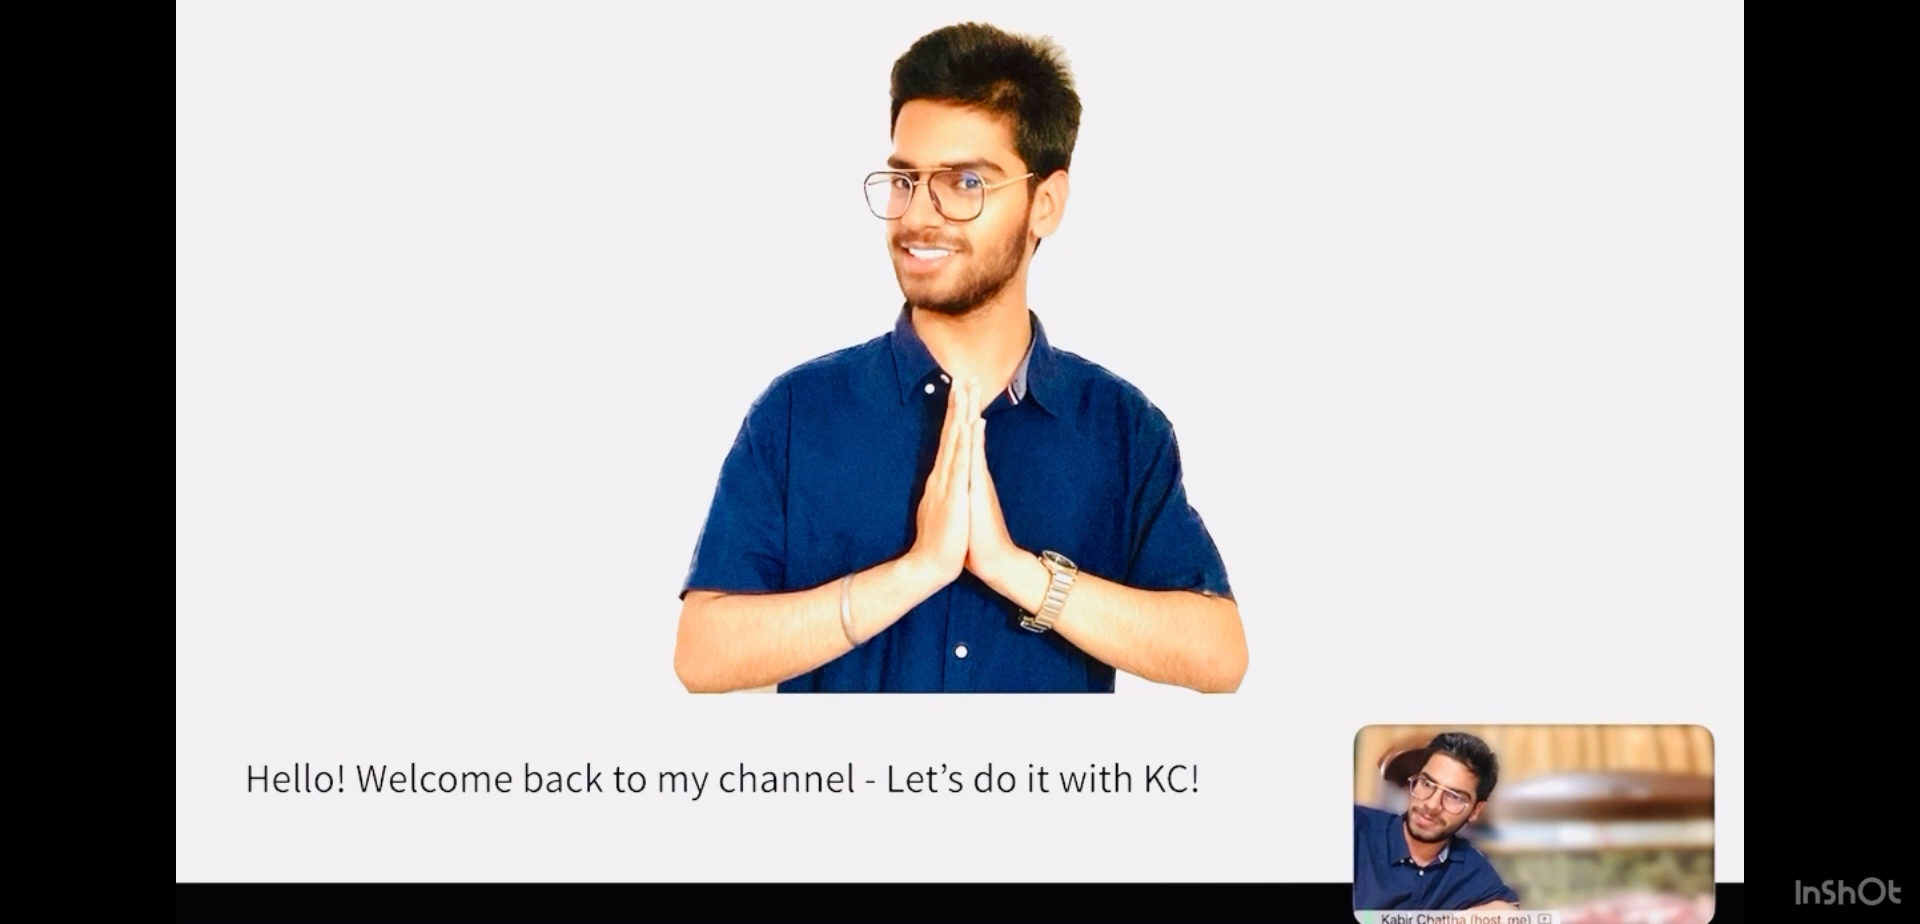 Hello! Welcome back to my channel - Let’s do it with KC!
Kabir Chattha (host, me)
InShOt